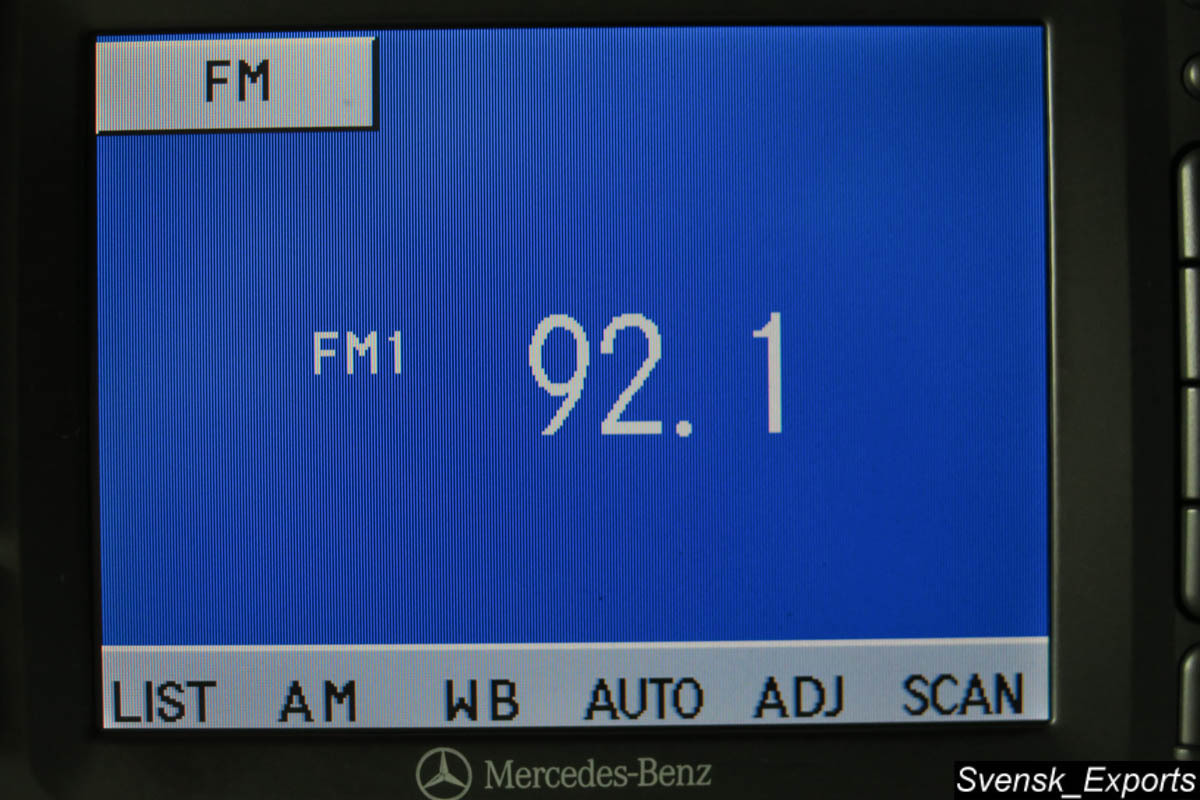 FM
FM1 92.1
LIST AM WB AUTO ADJ SCAN
Mercedes-Benz
Svensk_Exports